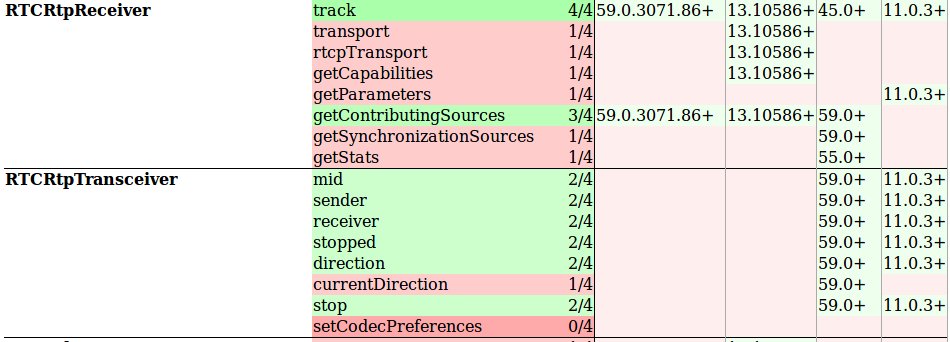 RTCRtpReceiver track 4/4 59.0.3071.86+ 13.10586+ 45.0+ 11.0.3+
transport 1/4 13.10586+
rtcpTransport 1/4 13.10586+
getCapabilities 1/4 13.10586+
getParameters 1/4 11.0.3+
getContributingSources 3/4 59.0.3071.86+ 13.10586+ 59.0+
getSynchronizationSources 1/4 59.0+
getStats 1/4 55.0+
RTCRtpTransceiver mid 2/4 59.0+ 11.0.3+
sender 2/4 59.0+ 11.0.3+
receiver 2/4 59.0+ 11.0.3+
stopped 2/4 59.0+ 11.0.3+
direction 2/4 59.0+ 11.0.3+
currentDirection 1/4 59.0+
stop 2/4 59.0+ 11.0.3+
setCodecPreferences 0/4